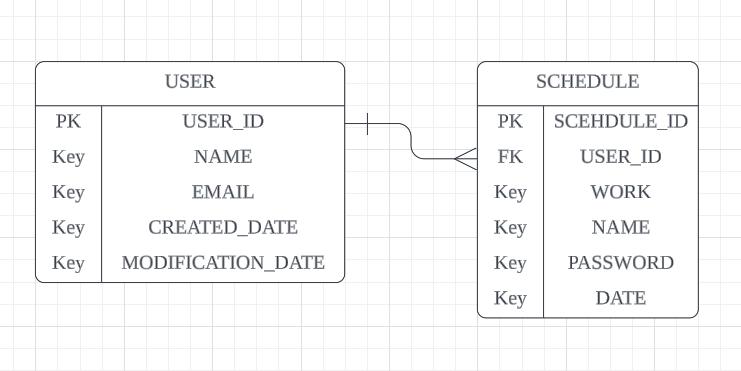 USER
PK USER_ID
Key NAME
Key EMAIL
Key CREATED_DATE
Key MODIFICATION_DATE
SCHEDULE
PK SCEHDULE_ID
FK USER_ID
Key WORK
Key NAME
Key PASSWORD
Key DATE